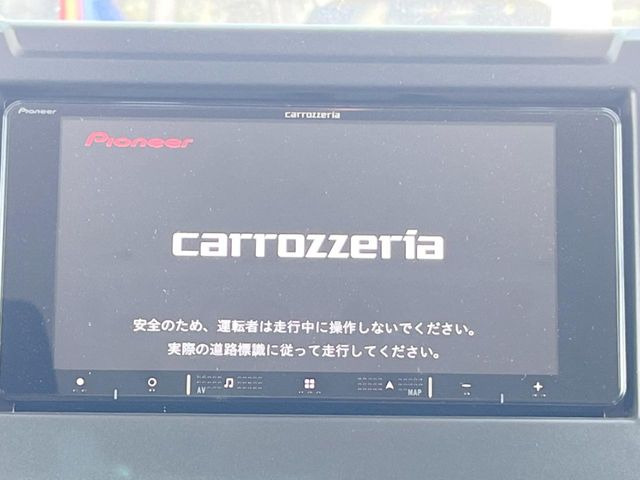 Pioneer
carrozzeria
Pioneer
carrozzeria
安全のため、運転者は走行中に操作しないでください。
実際の道路標識に従って走行してください。
AV
MAP